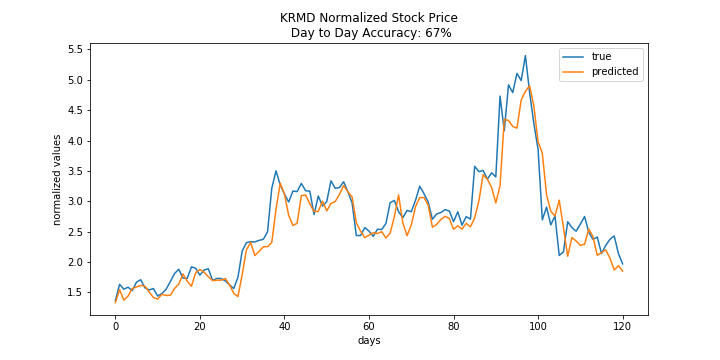 KRMD Normalized Stock Price
Day to Day Accuracy: 67%
true
predicted
normalized values
5.5
5.0
4.5
4.0
3.5
3.0
2.5
2.0
1.5
0
20
40
60
80
100
120
days